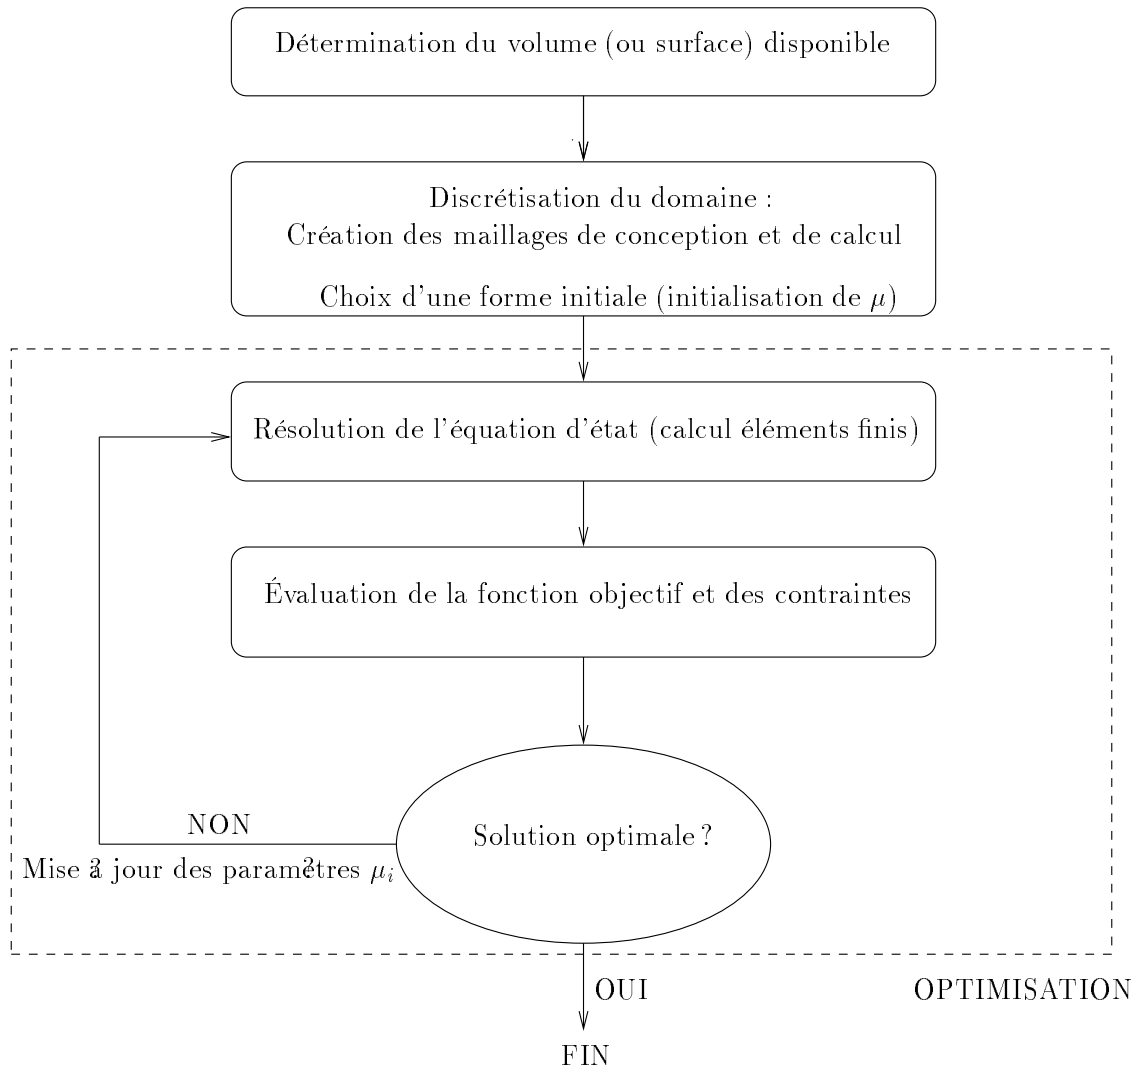 Détermination du volume (ou surface) disponible
Discrétisation du domaine :
Création des maillages de conception et de calcul
Choix d'une forme initiale (initialisation de μ)
Résolution de l'équation d'état (calcul éléments finis)
Évaluation de la fonction objectif et des contraintes
Solution optimale ?
NON
Mise à jour des paramètres μi
OUI
OPTIMISATION
FIN